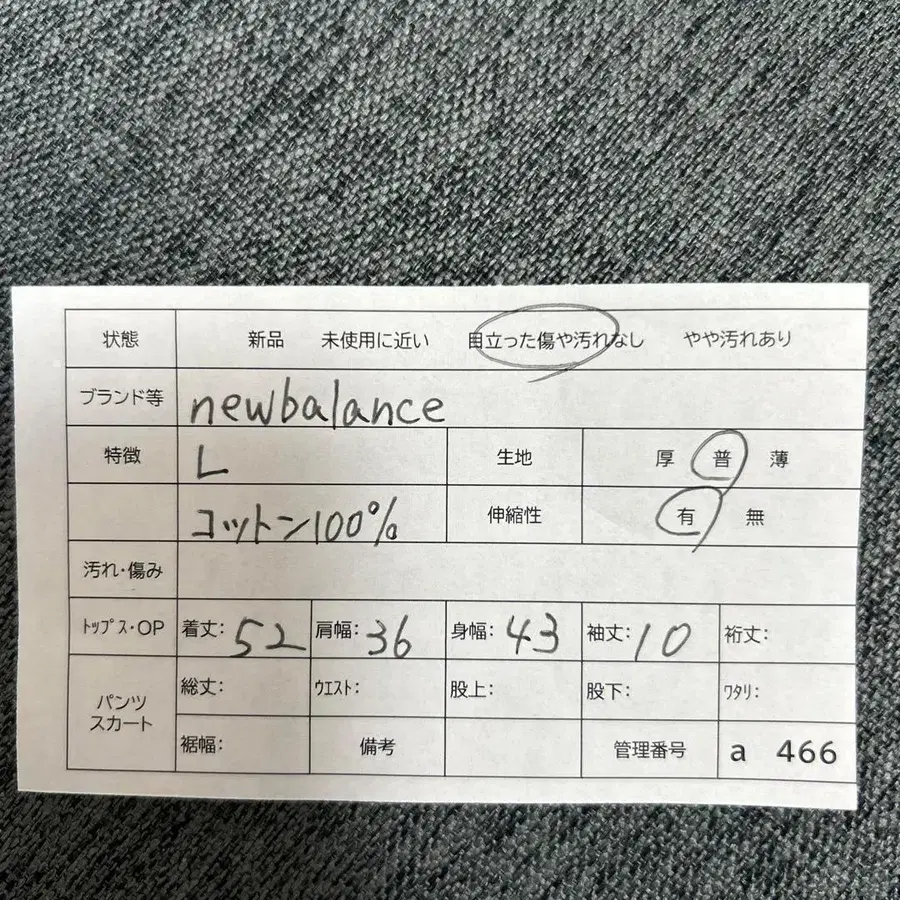 状態 新品 未使用に近い 目立った傷や汚れなし やや汚れあり
ブランド等 newbalance
特徴 L 生地 厚 普 薄
コットン100% 伸縮性 有 無
汚れ・傷み
ﾄｯﾌﾟｽ・OP 着丈: 52 肩幅: 36 身幅: 43 袖丈: 10 裄丈:
パンツ スカート 総丈: ｳｴｽﾄ: 股上: 股下: ﾜﾀﾘ:
裾幅: 備考 管理番号 a 466